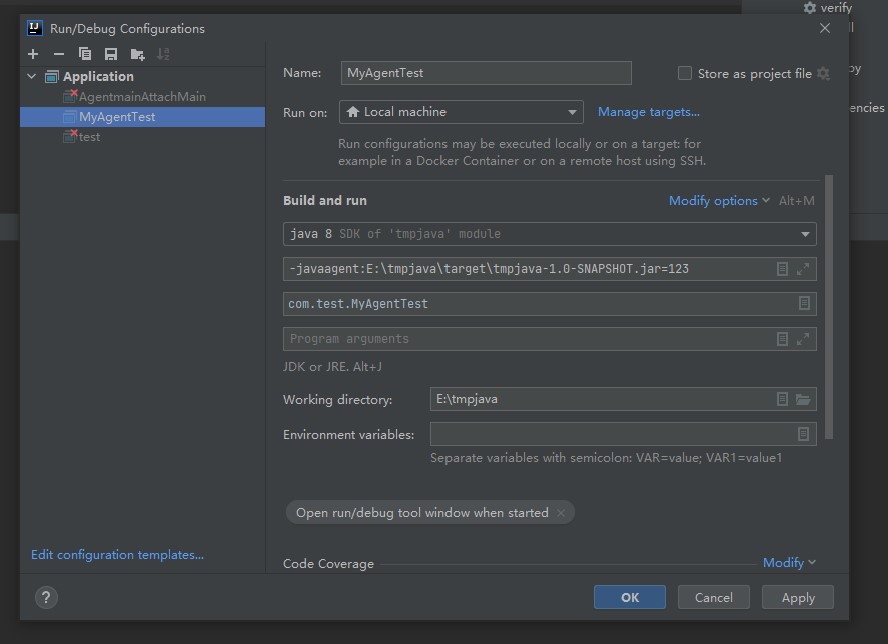 verify
Run/Debug Configurations
ll
by
encies
Application
AgentmainAttachMain
MyAgentTest
test
Name:
MyAgentTest
Store as project file
Run on:
Local machine
Manage targets...
Run configurations may be executed locally or on a target: for
example in a Docker Container or on a remote host using SSH.
Build and run
Modify options
Alt+M
java 8 SDK of 'tmpjava' module
-javaagent:E:\tmpjava\target\tmpjava-1.0-SNAPSHOT.jar=123
com.test.MyAgentTest
Program arguments
JDK or JRE. Alt+J
Working directory:
E:\tmpjava
Environment variables:
Separate variables with semicolon: VAR=value; VAR1=value1
Open run/debug tool window when started
Edit configuration templates...
Code Coverage
Modify
?
OK
Cancel
Apply